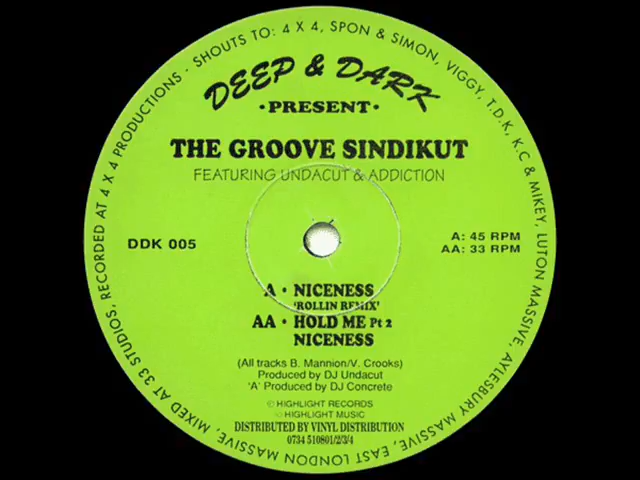 RECORDED AT 4 X 4 PRODUCTIONS - SHOUTS TO: 4 X 4, SPON & SIMON, VIGGY, T.D.K, K.C & MIKEY, LUTON MASSIVE, AYLESBURY MASSIVE, EAST LONDON MASSIVE, MIXED AT 33 STUDIOS,
DEEP & DARK
• PRESENT •
THE GROOVE SINDIKUT
FEATURING UNDACUT & ADDICTION
DDK 005
A: 45 RPM
AA: 33 RPM
A • NICENESS
'ROLLIN REMIX'
AA • HOLD ME Pt 2
NICENESS
(All tracks B. Mannion/V. Crooks)
Produced by DJ Undacut
'A' Produced by DJ Concrete
© HIGHLIGHT RECORDS
© HIGHLIGHT MUSIC
DISTRIBUTED BY VINYL DISTRIBUTION
0734 510801/2/3/4